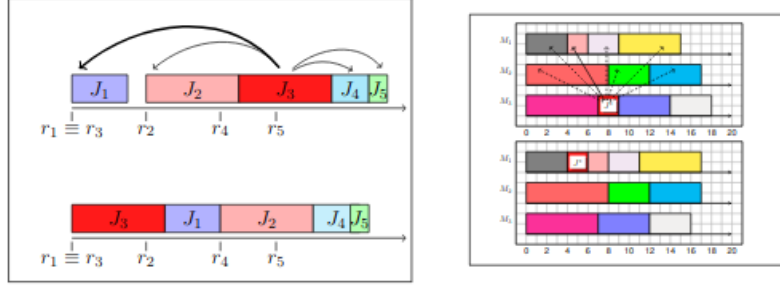 J₁ J₂ J₃ J₄ J₅
r₁ ≡ r₃ r₂ r₄ r₅
J₃ J₁ J₂ J₄ J₅
r₁ ≡ r₃ r₂ r₄ r₅
M₁
M₂
M₃
0 2 4 6 8 10 12 14 16 18 20
M₁
M₂
M₃
0 2 4 6 8 10 12 14 16 18 20